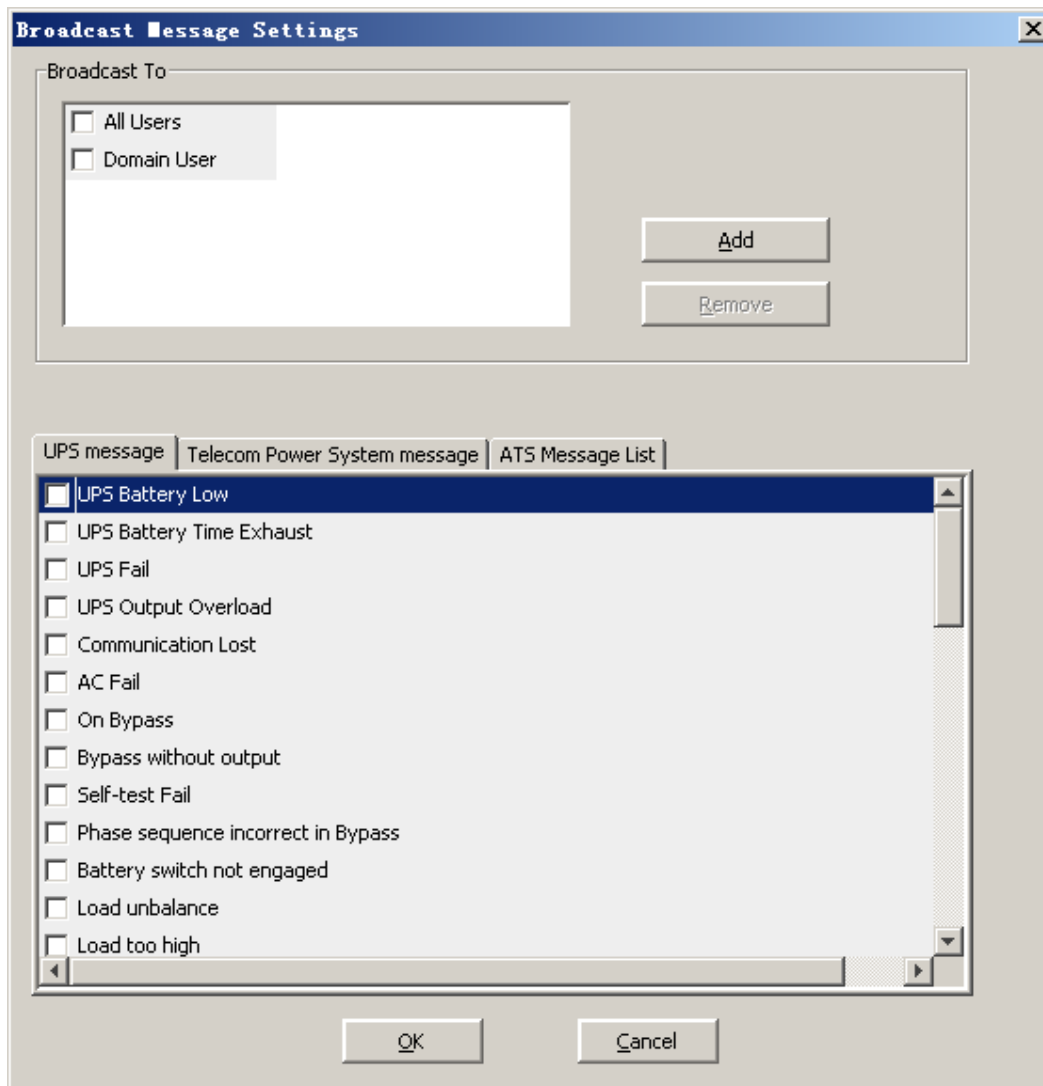 Broadcast Message Settings
Broadcast To
All Users
Domain User
Add
Remove
UPS message Telecom Power System message ATS Message List
UPS Battery Low
UPS Battery Time Exhaust
UPS Fail
UPS Output Overload
Communication Lost
AC Fail
On Bypass
Bypass without output
Self-test Fail
Phase sequence incorrect in Bypass
Battery switch not engaged
Load unbalance
Load too high
OK Cancel